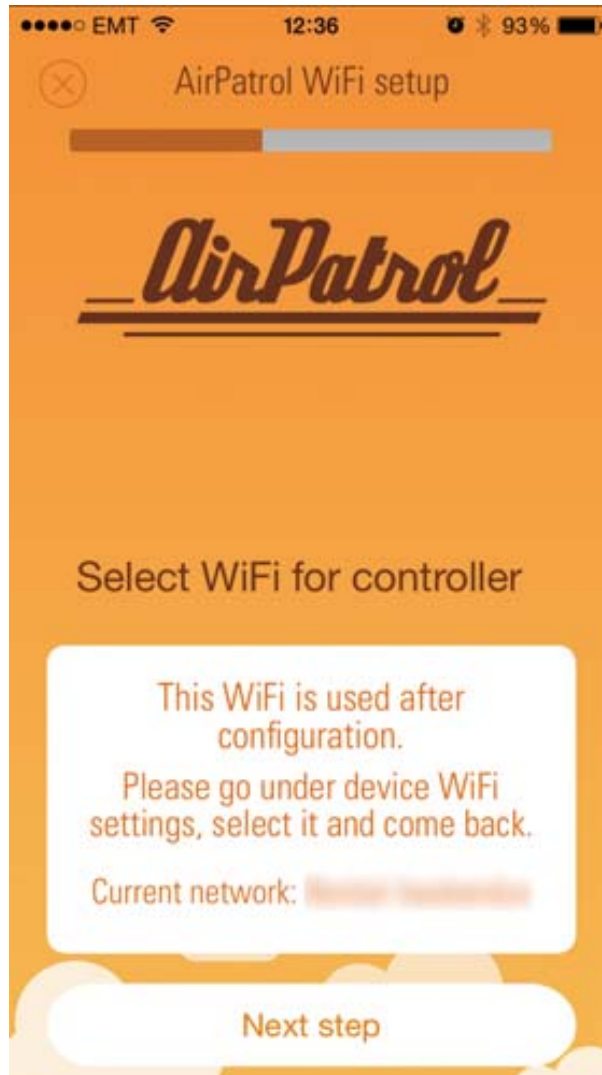 EMT 12:36 93%
AirPatrol WiFi setup
AirPatrol
Select WiFi for controller
This WiFi is used after
configuration.
Please go under device WiFi
settings, select it and come back.
Current network:
Next step